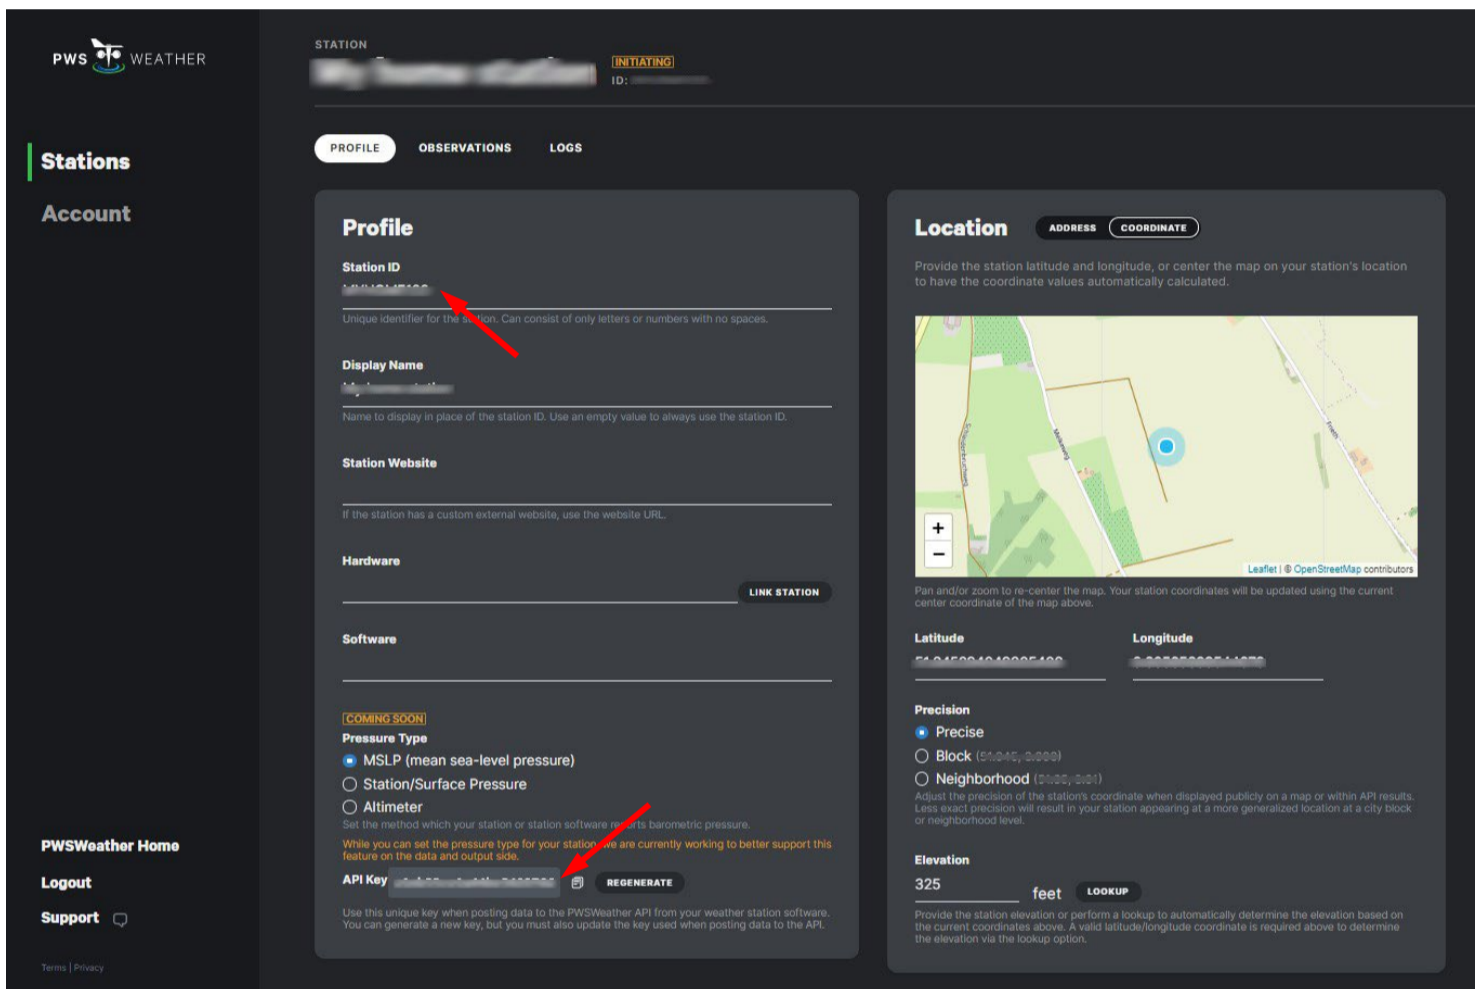 PWS WEATHER
STATION
INITIATING
ID:
Stations
Account
PROFILE
OBSERVATIONS
LOGS
Profile
Station ID
Unique identifier for the station. Can consist of only letters or numbers with no spaces.
Display Name
Name to display in place of the station ID. Use an empty value to always use the station ID.
Station Website
If the station has a custom external website, use the website URL.
Hardware
LINK STATION
Software
COMING SOON
Pressure Type
MSLP (mean sea-level pressure)
Station/Surface Pressure
Altimeter
Set the method which your station or station software reports barometric pressure.
While you can set the pressure type for your station, we are currently working to better support this
feature on the data and output side.
API Key
REGENERATE
Use this unique key when posting data to the PWSWeather API from your weather station software.
You can generate a new key, but you must also update the key used when posting data to the API.
Location
ADDRESS
COORDINATE
Provide the station latitude and longitude, or center the map on your station's location
to have the coordinate values automatically calculated.
+
−
Leaflet | © OpenStreetMap contributors
Pan and/or zoom to re-center the map. Your station coordinates will be updated using the current
center coordinate of the map above.
Latitude
Longitude
Precision
Precise
Block
Neighborhood
Adjust the precision of the station's coordinate when displayed publicly on a map or within API results.
Less exact precision will result in your station appearing at a more generalized location at a city block
or neighborhood level.
Elevation
325 feet LOOKUP
Provide the station elevation or perform a lookup to automatically determine the elevation based on
the current coordinates above. A valid latitude/longitude coordinate is required above to determine
the elevation via the lookup option.
PWSWeather Home
Logout
Support
Terms | Privacy